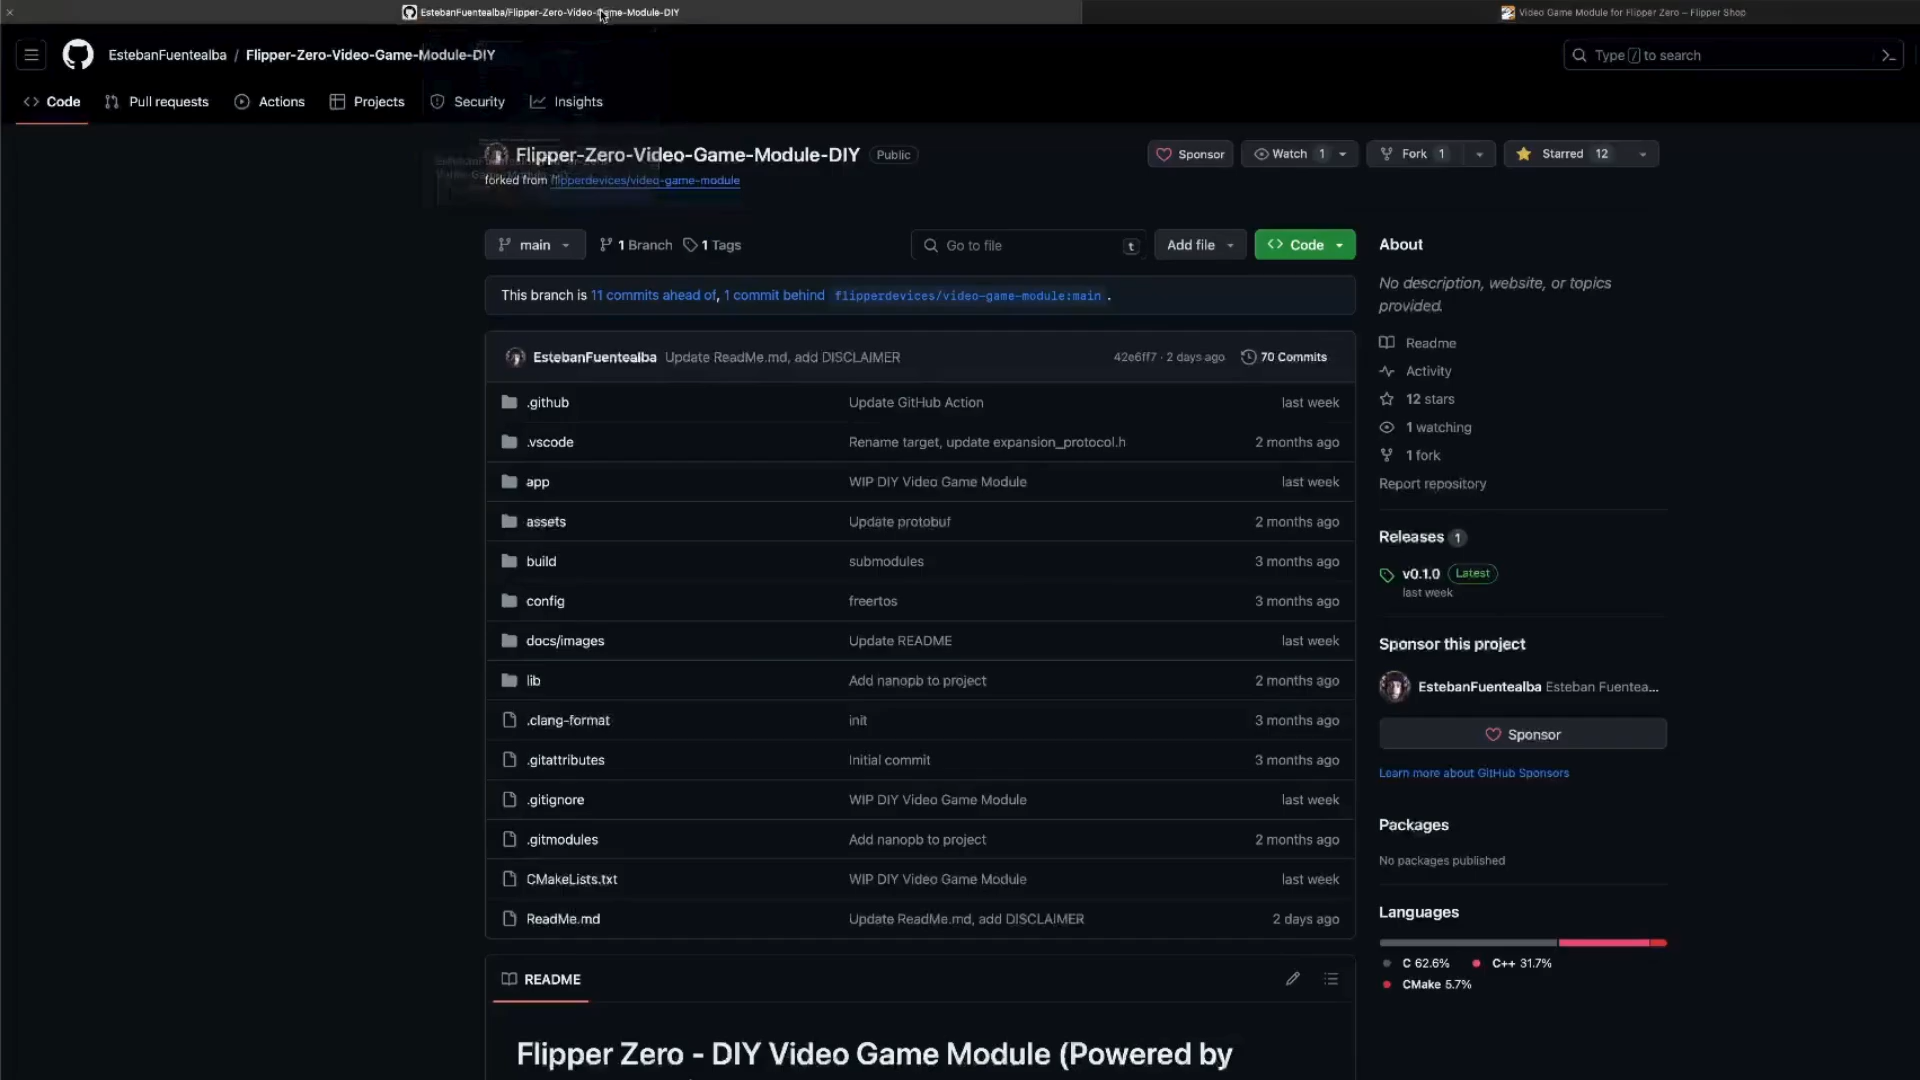 EstebanFuentealba/Flipper-Zero-Video-Game-Module-DIY
Video Game Module for Flipper Zero – Flipper Shop
EstebanFuentealba / Flipper-Zero-Video-Game-Module-DIY
Type / to search
Code Pull requests Actions Projects Security Insights
Flipper-Zero-Video-Game-Module-DIY Public
Sponsor Watch 1 Fork 1 Starred 12
forked from flipperdevices/video-game-module
main 1 Branch 1 Tags Go to file t Add file Code
This branch is 11 commits ahead of, 1 commit behind flipperdevices/video-game-module:main .
EstebanFuentealba Update ReadMe.md, add DISCLAIMER 42e6ff7 · 2 days ago 70 Commits
.github Update GitHub Action last week
.vscode Rename target, update expansion_protocol.h 2 months ago
app WIP DIY Video Game Module last week
assets Update protobuf 2 months ago
build submodules 3 months ago
config freertos 3 months ago
docs/images Update README last week
lib Add nanopb to project 2 months ago
.clang-format init 3 months ago
.gitattributes Initial commit 3 months ago
.gitignore WIP DIY Video Game Module last week
.gitmodules Add nanopb to project 2 months ago
CMakeLists.txt WIP DIY Video Game Module last week
ReadMe.md Update ReadMe.md, add DISCLAIMER 2 days ago
README
Flipper Zero - DIY Video Game Module (Powered by
About
No description, website, or topics
provided.
Readme
Activity
12 stars
1 watching
1 fork
Report repository
Releases 1
v0.1.0 Latest
last week
Sponsor this project
EstebanFuentealba Esteban Fuentea...
Sponsor
Learn more about GitHub Sponsors
Packages
No packages published
Languages
C 62.6% C++ 31.7%
CMake 5.7%